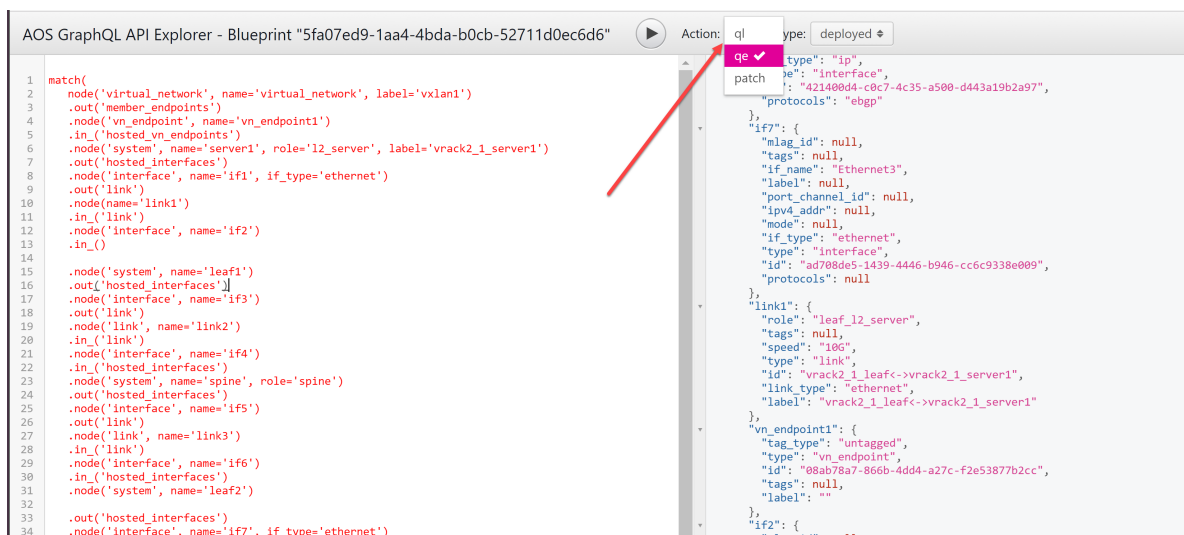 AOS GraphQL API Explorer - Blueprint "5fa07ed9-1aa4-4bda-b0cb-52711d0ec6d6" Action: ql ype: deployed
qe ✔
patch
1 match(
2 node('virtual_network', name='virtual_network', label='vxlan1')
3 .out('member_endpoints')
4 .node('vn_endpoint', name='vn_endpoint1')
5 .in_('hosted_vn_endpoints')
6 .node('system', name='server1', role='l2_server', label='vrack2_1_server1')
7 .out('hosted_interfaces')
8 .node('interface', name='if1', if_type='ethernet')
9 .out('link')
10 .node(name='link1')
11 .in_('link')
12 .node('interface', name='if2')
13 .in_()
14
15 .node('system', name='leaf1')
16 .out('hosted_interfaces')
17 .node('interface', name='if3')
18 .out('link')
19 .node('link', name='link2')
20 .in_('link')
21 .node('interface', name='if4')
22 .in_('hosted_interfaces')
23 .node('system', name='spine', role='spine')
24 .out('hosted_interfaces')
25 .node('interface', name='if5')
26 .out('link')
27 .node('link', name='link3')
28 .in_('link')
29 .node('interface', name='if6')
30 .in_('hosted_interfaces')
31 .node('system', name='leaf2')
32
33 .out('hosted_interfaces')
34 .node('interface', name='if7', if_type='ethernet')
_type": "ip",
": "interface",
": "421400d4-c0c7-4c35-a500-d443a19b2a97",
"protocols": "ebgp"
},
"if7": {
"mlag_id": null,
"tags": null,
"if_name": "Ethernet3",
"label": null,
"port_channel_id": null,
"ipv4_addr": null,
"mode": null,
"if_type": "ethernet",
"type": "interface",
"id": "ad708de5-1439-4446-b946-cc6c9338e009",
"protocols": null
},
"link1": {
"role": "leaf_l2_server",
"tags": null,
"speed": "10G",
"type": "link",
"id": "vrack2_1_leaf<->vrack2_1_server1",
"link_type": "ethernet",
"label": "vrack2_1_leaf<->vrack2_1_server1"
},
"vn_endpoint1": {
"tag_type": "untagged",
"type": "vn_endpoint",
"id": "08ab78a7-866b-4dd4-a27c-f2e53877b2cc",
"tags": null,
"label": ""
},
"if2": {